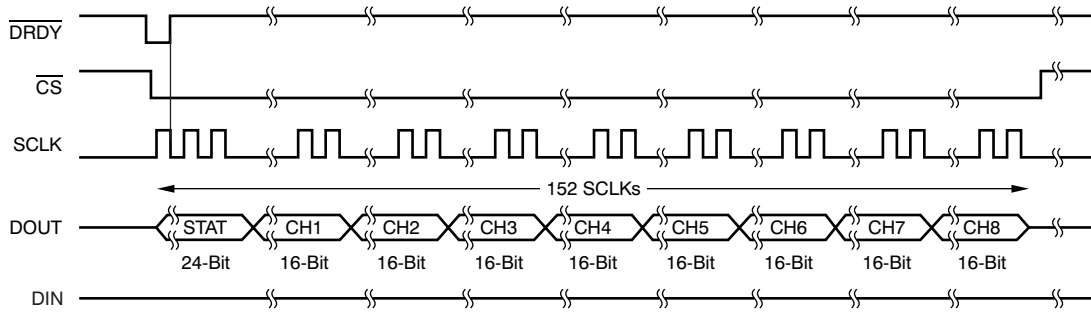 DRDY
CS
SCLK
152 SCLKs
DOUT STAT CH1 CH2 CH3 CH4 CH5 CH6 CH7 CH8
24-Bit 16-Bit 16-Bit 16-Bit 16-Bit 16-Bit 16-Bit 16-Bit 16-Bit
DIN